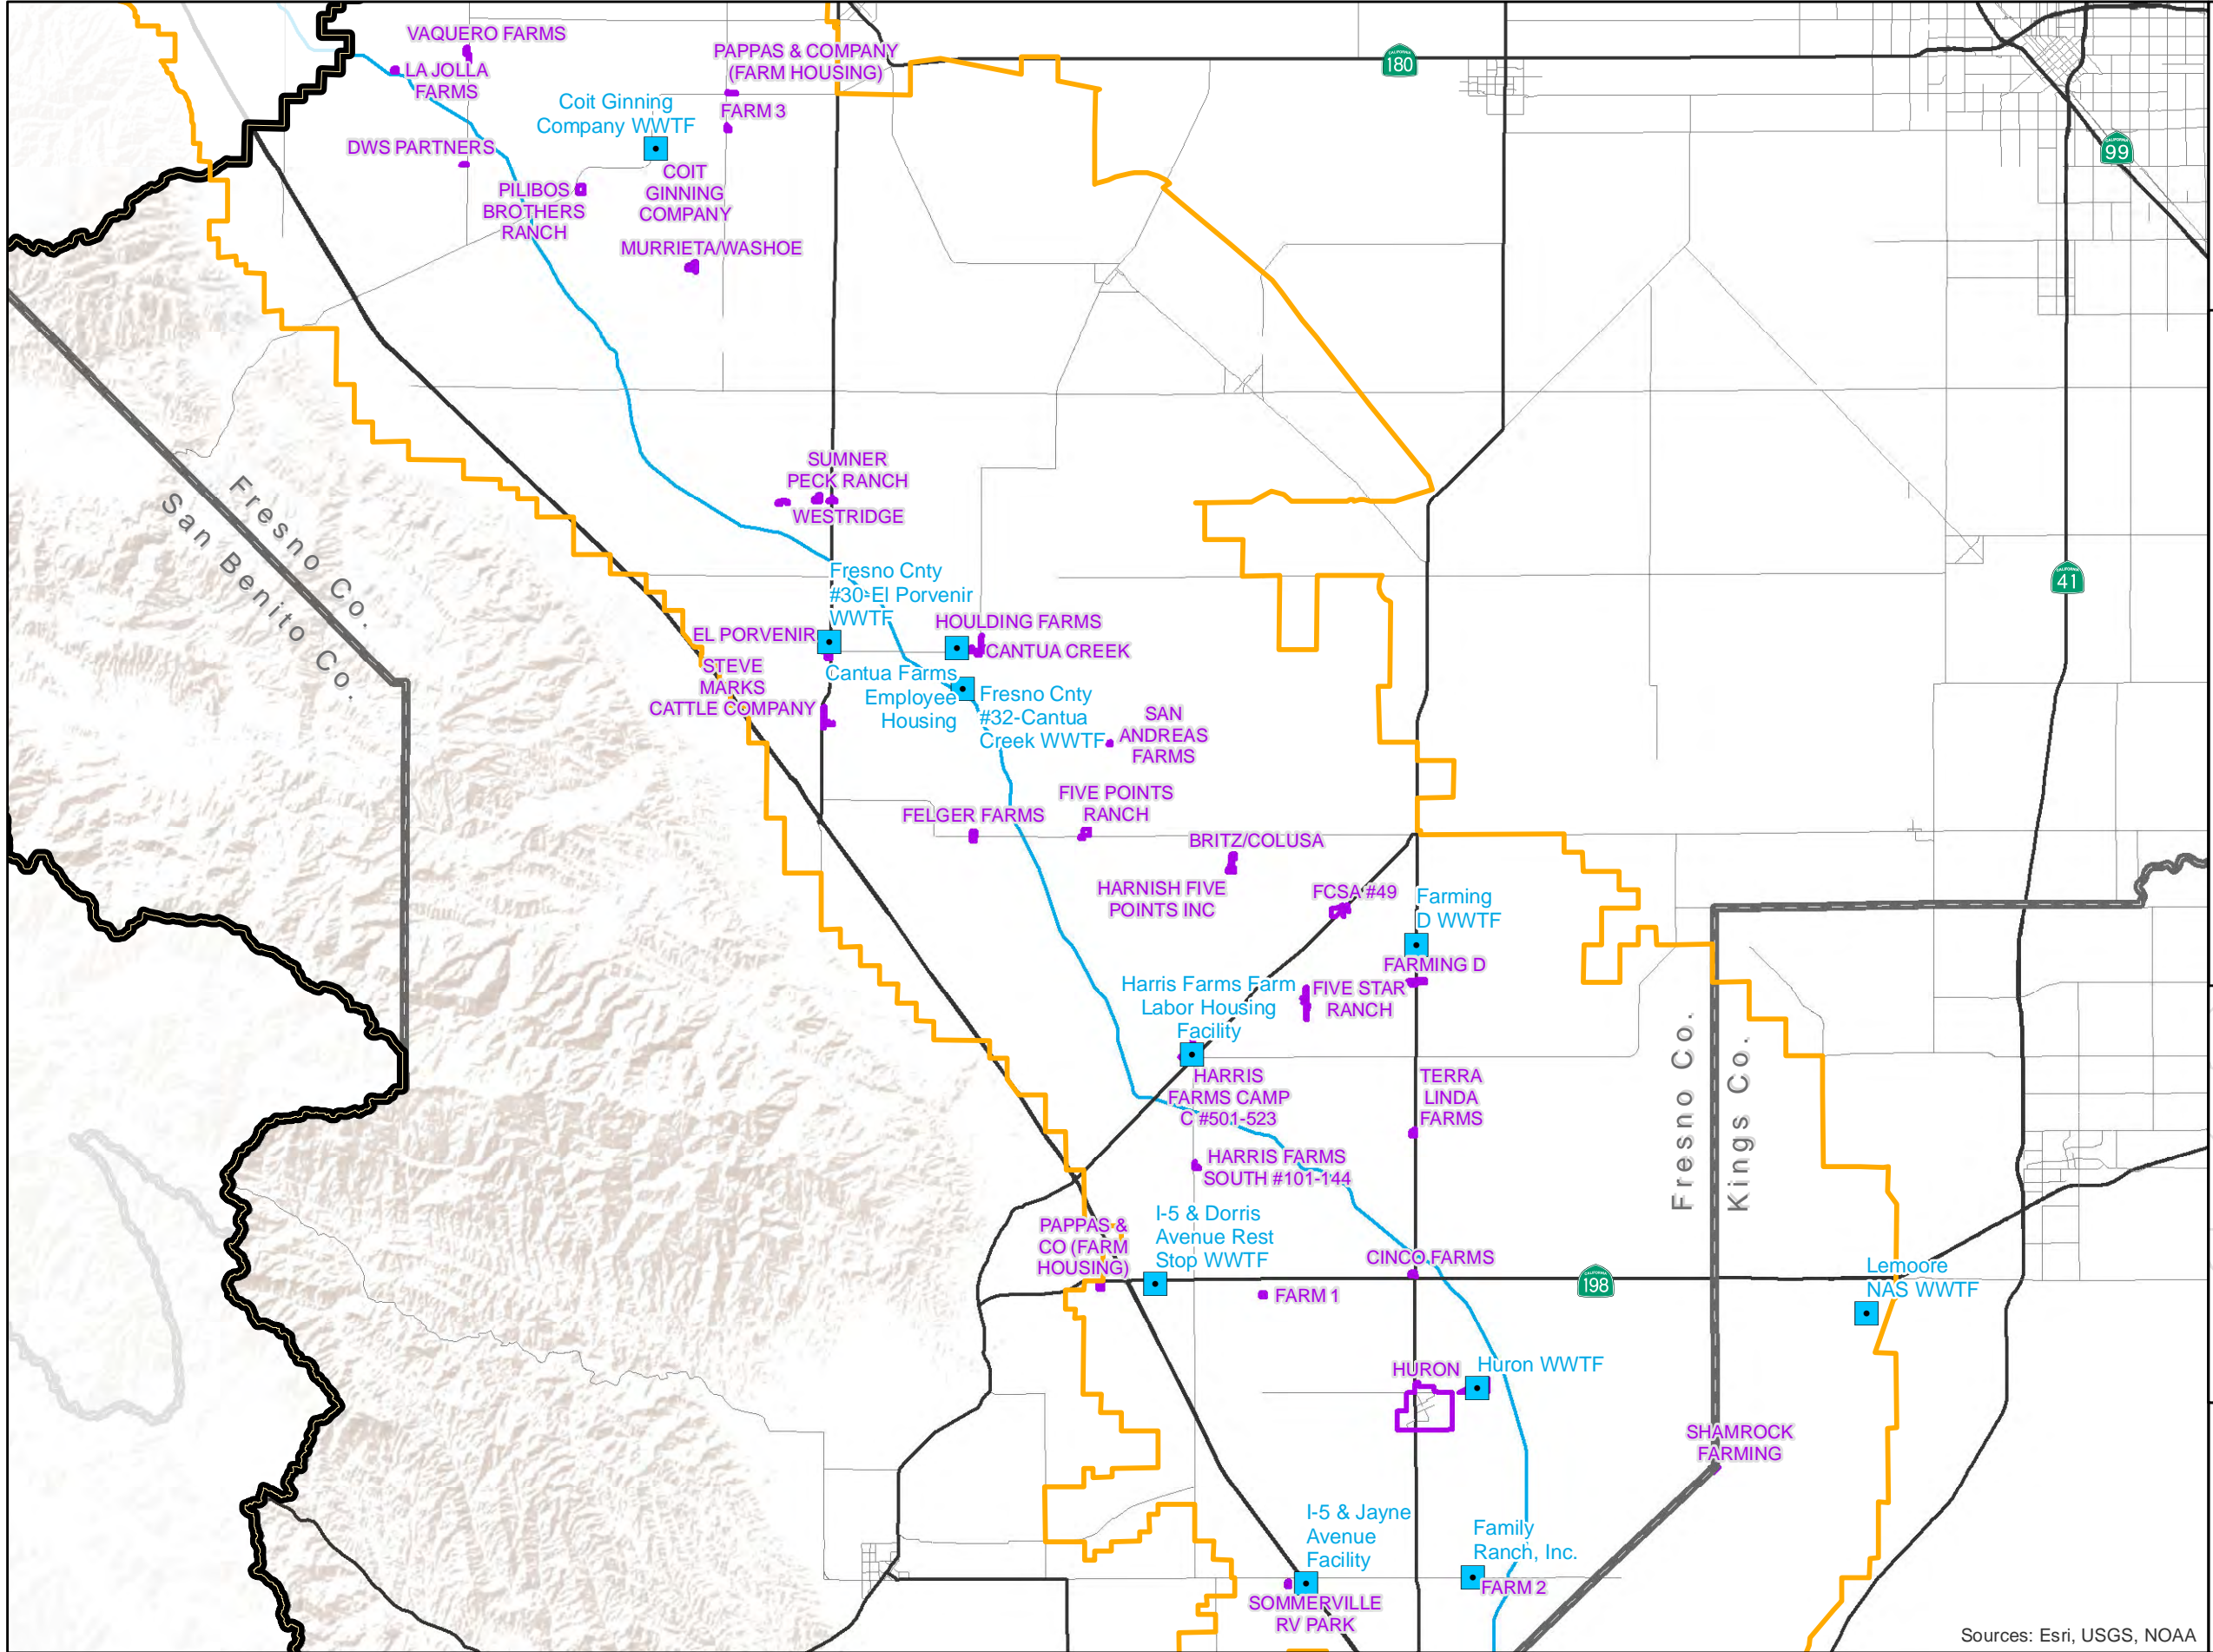 VAQUERO FARMS
LA JOLLA
FARMS
PAPPAS & COMPANY
(FARM HOUSING)
CALIFORNIA
180
FARM 3
Coit Ginning
Company WWTF
DWS PARTNERS
CALIFORNIA
99
COIT
GINNING
COMPANY
PILIBOS
BROTHERS
RANCH
MURRIETA/WASHOE
SUMNER
PECK RANCH
WESTRIDGE
Fresno Co.
San Benito Co.
Fresno Cnty
#30-El Porvenir
WWTF
CALIFORNIA
41
EL PORVENIR
HOULDING FARMS
CANTUA CREEK
STEVE
MARKS
CATTLE COMPANY
Cantua Farms
Employee
Housing
Fresno Cnty
#32-Cantua
Creek WWTF
SAN
ANDREAS
FARMS
FELGER FARMS
FIVE POINTS
RANCH
BRITZ/COLUSA
HARNISH FIVE
POINTS INC
FCSA #49
Farming
D WWTF
FARMING D
FIVE STAR
RANCH
Harris Farms Farm
Labor Housing
Facility
HARRIS
FARMS CAMP
C #501-523
TERRA
LINDA
FARMS
Fresno Co.
Kings Co.
HARRIS FARMS
SOUTH #101-144
PAPPAS &
CO (FARM
HOUSING)
I-5 & Dorris
Avenue Rest
Stop WWTF
CINCO FARMS
FARM 1
CALIFORNIA
198
Lemoore
NAS WWTF
HURON
Huron WWTF
SHAMROCK
FARMING
I-5 & Jayne
Avenue
Facility
Family
Ranch, Inc.
FARM 2
SOMMERVILLE
RV PARK
Sources: Esri, USGS, NOAA